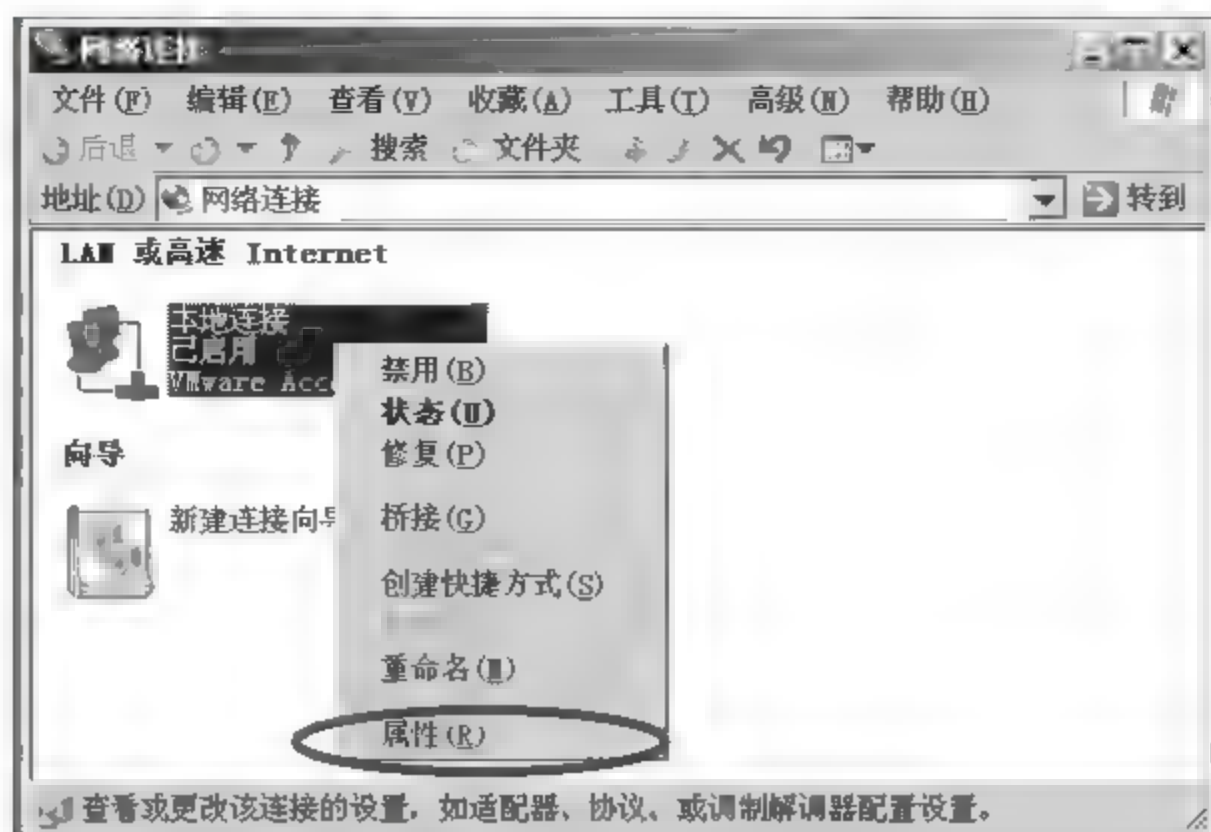 网络连接
文件(F) 编辑(E) 查看(V) 收藏(A) 工具(T) 高级(N) 帮助(H)
后退 搜索 文件夹
地址(D) 网络连接 转到
LAN 或高速 Internet
本地连接
已启用
VMware Acce
禁用(B)
状态(U)
修复(P)
向导
新建连接向导
桥接(G)
创建快捷方式(S)
重命名(M)
属性(R)
查看或更改该连接的设置，如适配器、协议、或调制解调器配置设置。